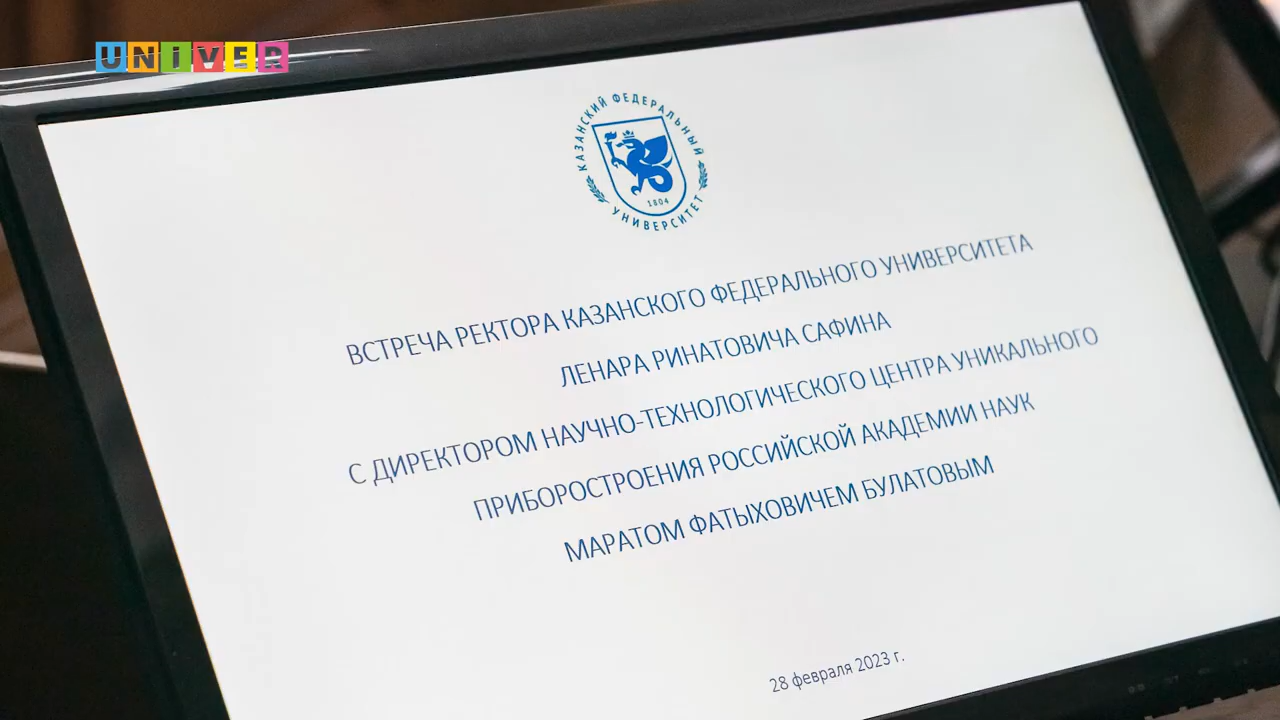 UNIVER
КАЗАНСКИЙ ФЕДЕРАЛЬНЫЙ
УНИВЕРСИТЕТ
1804
ВСТРЕЧА РЕКТОРА КАЗАНСКОГО ФЕДЕРАЛЬНОГО УНИВЕРСИТЕТА
ЛЕНАРА РИНАТОВИЧА САФИНА
С ДИРЕКТОРОМ НАУЧНО-ТЕХНОЛОГИЧЕСКОГО ЦЕНТРА УНИКАЛЬНОГО
ПРИБОРОСТРОЕНИЯ РОССИЙСКОЙ АКАДЕМИИ НАУК
МАРАТОМ ФАТЫХОВИЧЕМ БУЛАТОВЫМ
28 февраля 2023 г.